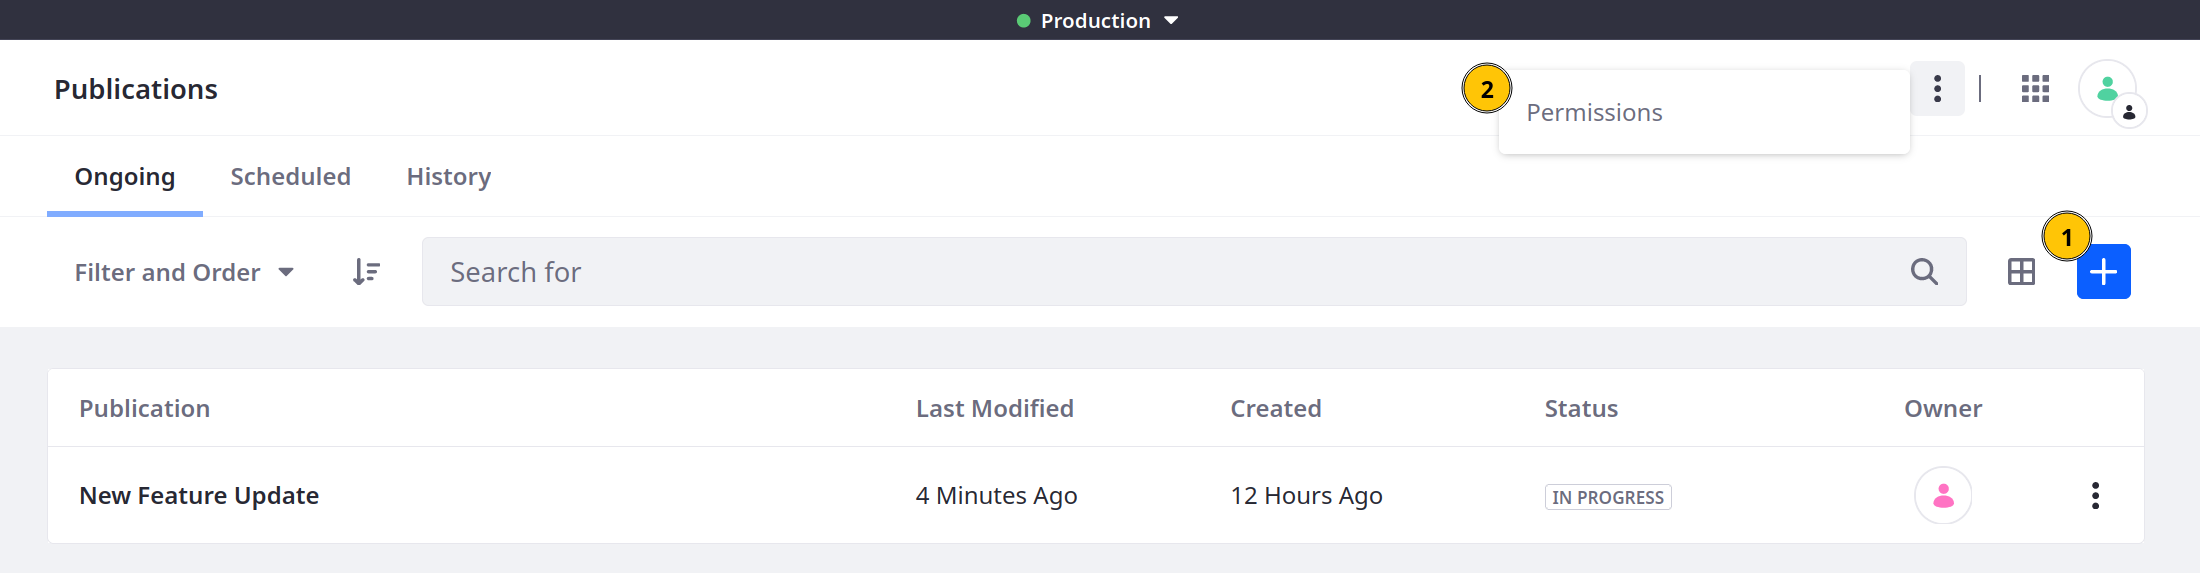 Production
Publications
2
Permissions
Ongoing Scheduled History
1
Filter and Order Search for
Publication Last Modified Created Status Owner
New Feature Update 4 Minutes Ago 12 Hours Ago IN PROGRESS